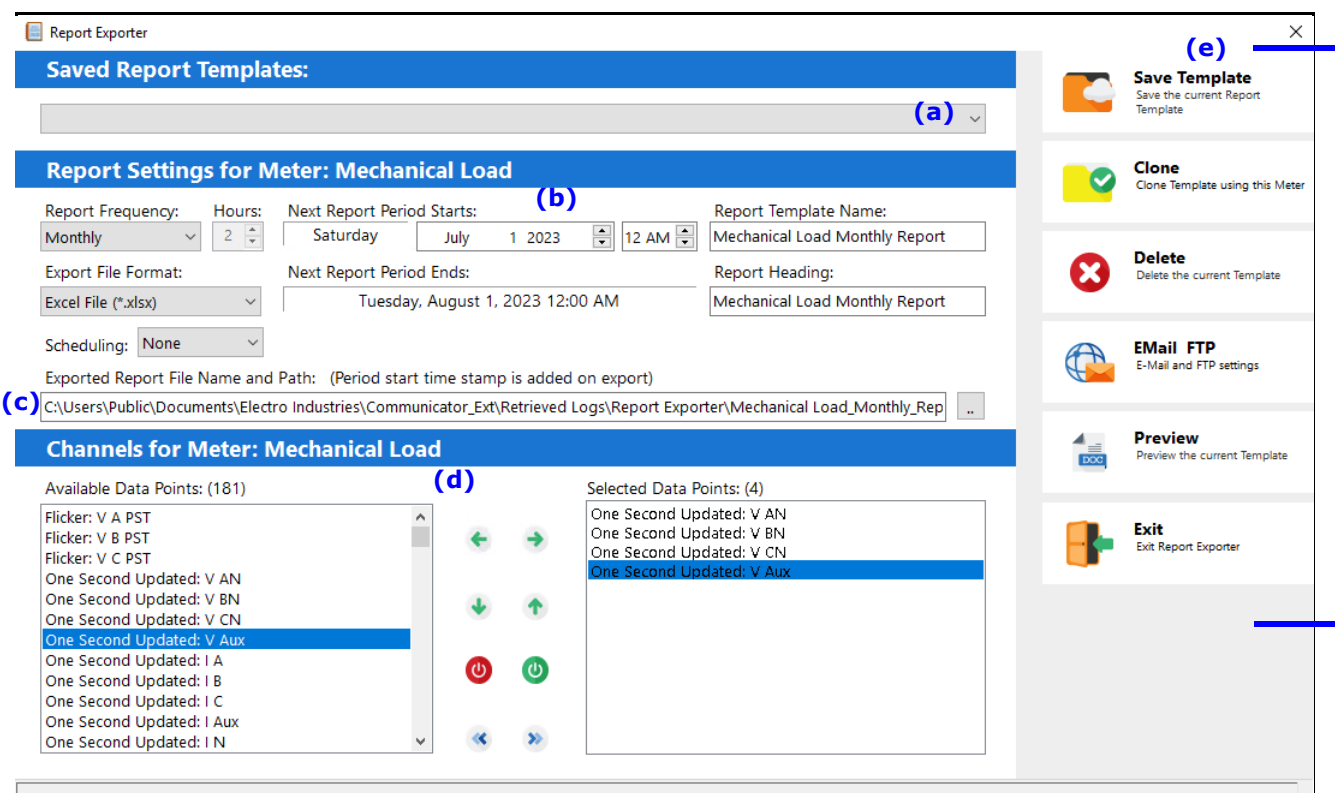 Report Exporter
(e)
Saved Report Templates:
(a)
Report Settings for Meter: Mechanical Load
(b)
Report Frequency: Hours: Next Report Period Starts: Report Template Name:
Monthly 2 Saturday July 1 2023 12 AM Mechanical Load Monthly Report
Export File Format: Next Report Period Ends: Report Heading:
Excel File (*.xlsx) Tuesday, August 1, 2023 12:00 AM Mechanical Load Monthly Report
Scheduling: None
Exported Report File Name and Path: (Period start time stamp is added on export)
(c) C:\Users\Public\Documents\Electro Industries\Communicator_Ext\Retrieved Logs\Report Exporter\Mechanical Load_Monthly_Rep ..
Channels for Meter: Mechanical Load
(d)
Available Data Points: (181)
Flicker: V A PST
Flicker: V B PST
Flicker: V C PST
One Second Updated: V AN
One Second Updated: V BN
One Second Updated: V CN
One Second Updated: V Aux
One Second Updated: I A
One Second Updated: I B
One Second Updated: I C
One Second Updated: I Aux
One Second Updated: I N
Selected Data Points: (4)
One Second Updated: V AN
One Second Updated: V BN
One Second Updated: V CN
One Second Updated: V Aux
Save Template
Save the current Report
Template
Clone
Clone Template using this Meter
Delete
Delete the current Template
EMail FTP
E-Mail and FTP settings
DOC
Preview
Preview the current Template
Exit
Exit Report Exporter